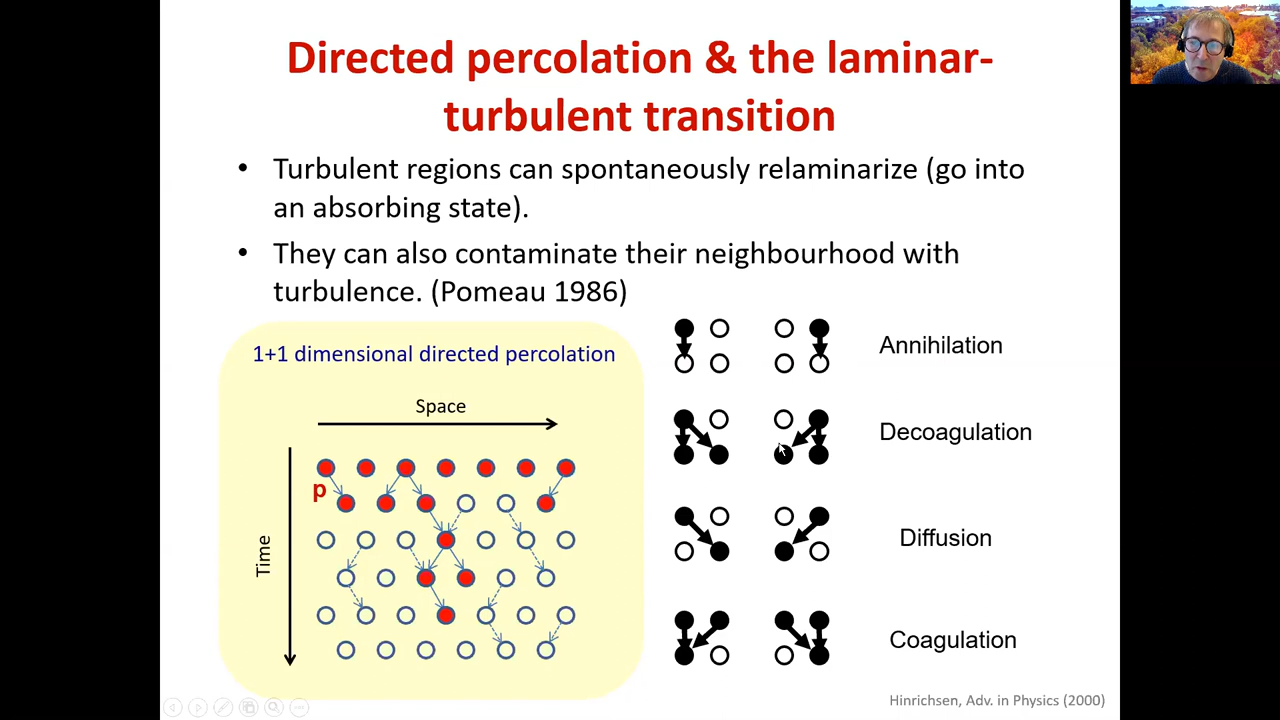 Directed percolation & the laminar-
turbulent transition
• Turbulent regions can spontaneously relaminarize (go into
an absorbing state).
• They can also contaminate their neighbourhood with
turbulence. (Pomeau 1986)
1+1 dimensional directed percolation
Space
p
Time
Annihilation
Decoagulation
Diffusion
Coagulation
Hinrichsen, Adv. in Physics (2000)